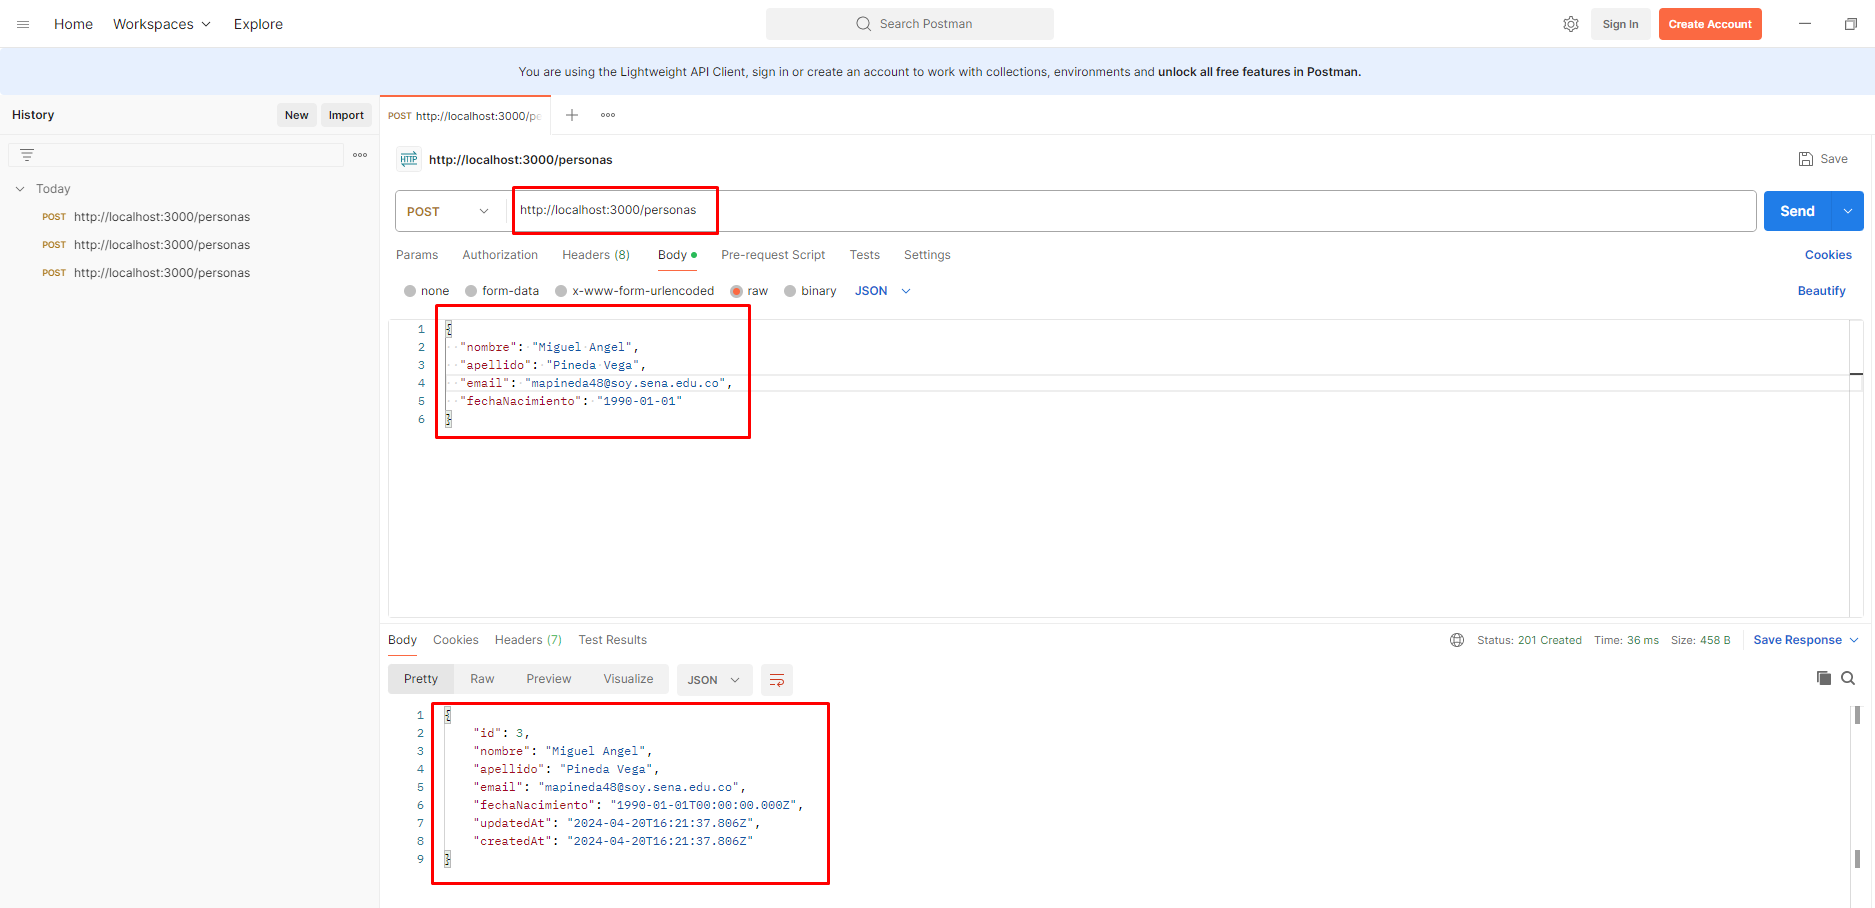 Home Workspaces Explore Search Postman Sign In Create Account
You are using the Lightweight API Client, sign in or create an account to work with collections, environments and unlock all free features in Postman.
History New Import
Today
POST http://localhost:3000/personas
POST http://localhost:3000/personas
POST http://localhost:3000/personas
POST http://localhost:3000/pe
HTTP http://localhost:3000/personas Save
POST http://localhost:3000/personas Send
Params Authorization Headers (8) Body Pre-request Script Tests Settings Cookies
none form-data x-www-form-urlencoded raw binary JSON Beautify
1 {
2 "nombre": "Miguel Angel",
3 "apellido": "Pineda Vega",
4 "email": "mapineda48@soy.sena.edu.co",
5 "fechaNacimiento": "1990-01-01"
6 }
Body Cookies Headers (7) Test Results Status: 201 Created Time: 36 ms Size: 458 B Save Response
Pretty Raw Preview Visualize JSON
1 {
2 "id": 3,
3 "nombre": "Miguel Angel",
4 "apellido": "Pineda Vega",
5 "email": "mapineda48@soy.sena.edu.co",
6 "fechaNacimiento": "1990-01-01T00:00:00.000Z",
7 "updatedAt": "2024-04-20T16:21:37.806Z",
8 "createdAt": "2024-04-20T16:21:37.806Z"
9 }